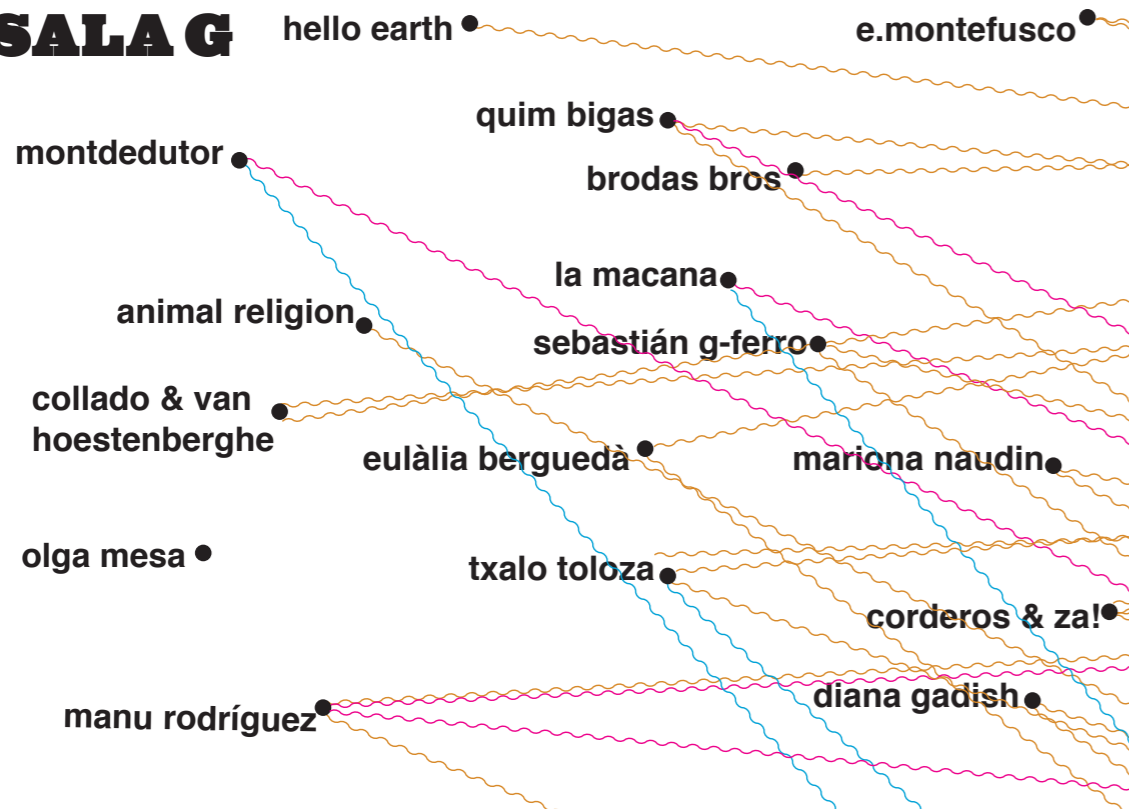 SALA G
hello earth
e.montefusco
quim bigas
montdedutor
brodas bros
la macana
animal religion
sebastián g-ferro
collado & van
hoestenberghe
eulàlia berguedà
mariona naudin
olga mesa
txalo toloza
corderos & za!
diana gadish
manu rodríguez